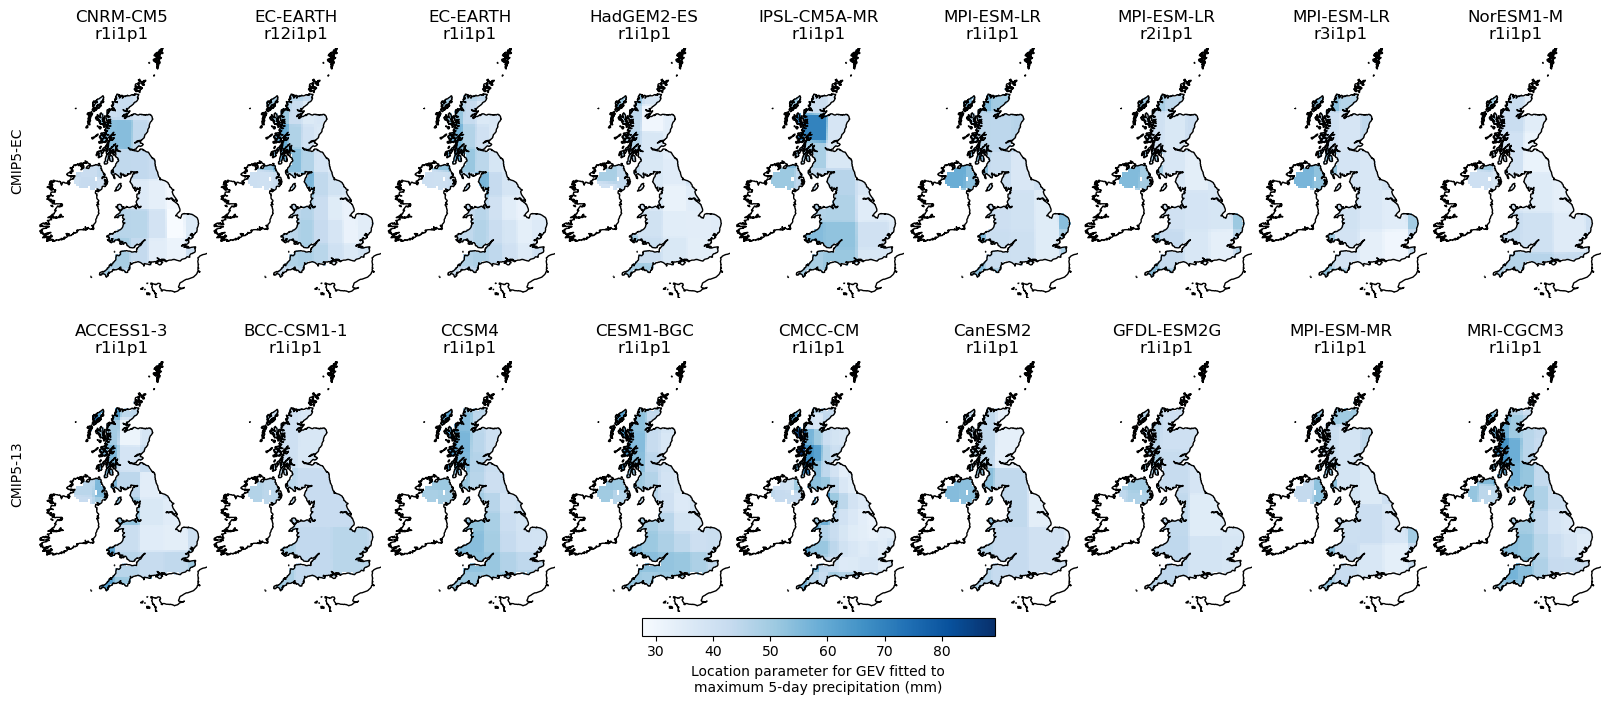 CNRM-CM5
r1i1p1
EC-EARTH
r12i1p1
EC-EARTH
r1i1p1
HadGEM2-ES
r1i1p1
IPSL-CM5A-MR
r1i1p1
MPI-ESM-LR
r1i1p1
MPI-ESM-LR
r2i1p1
MPI-ESM-LR
r3i1p1
NorESM1-M
r1i1p1
CMIP5-EC
ACCESS1-3
r1i1p1
BCC-CSM1-1
r1i1p1
CCSM4
r1i1p1
CESM1-BGC
r1i1p1
CMCC-CM
r1i1p1
CanESM2
r1i1p1
GFDL-ESM2G
r1i1p1
MPI-ESM-MR
r1i1p1
MRI-CGCM3
r1i1p1
CMIP5-13
30 40 50 60 70 80
Location parameter for GEV fitted to
maximum 5-day precipitation (mm)